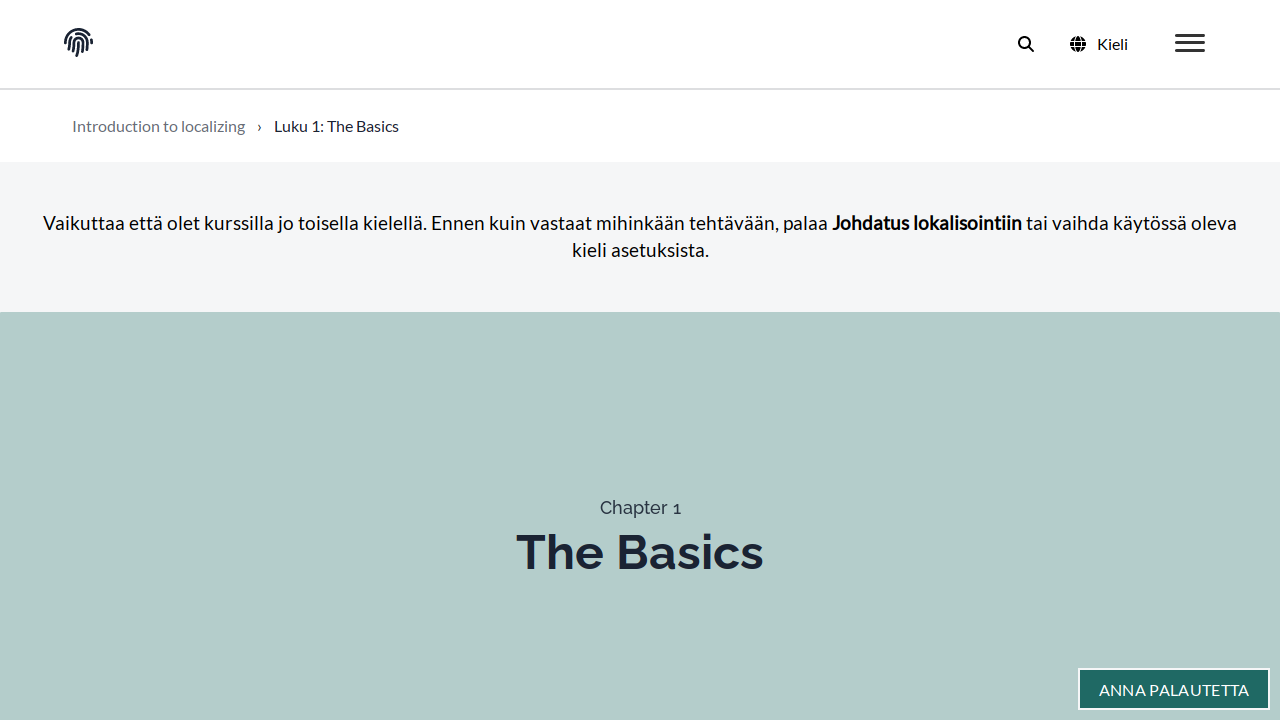 Kieli
Introduction to localizing › Luku 1: The Basics
Vaikuttaa että olet kurssilla jo toisella kielellä. Ennen kuin vastaat mihinkään tehtävään, palaa Johdatus lokalisointiin tai vaihda käytössä oleva
kieli asetuksista.
Chapter 1
The Basics
ANNA PALAUTETTA